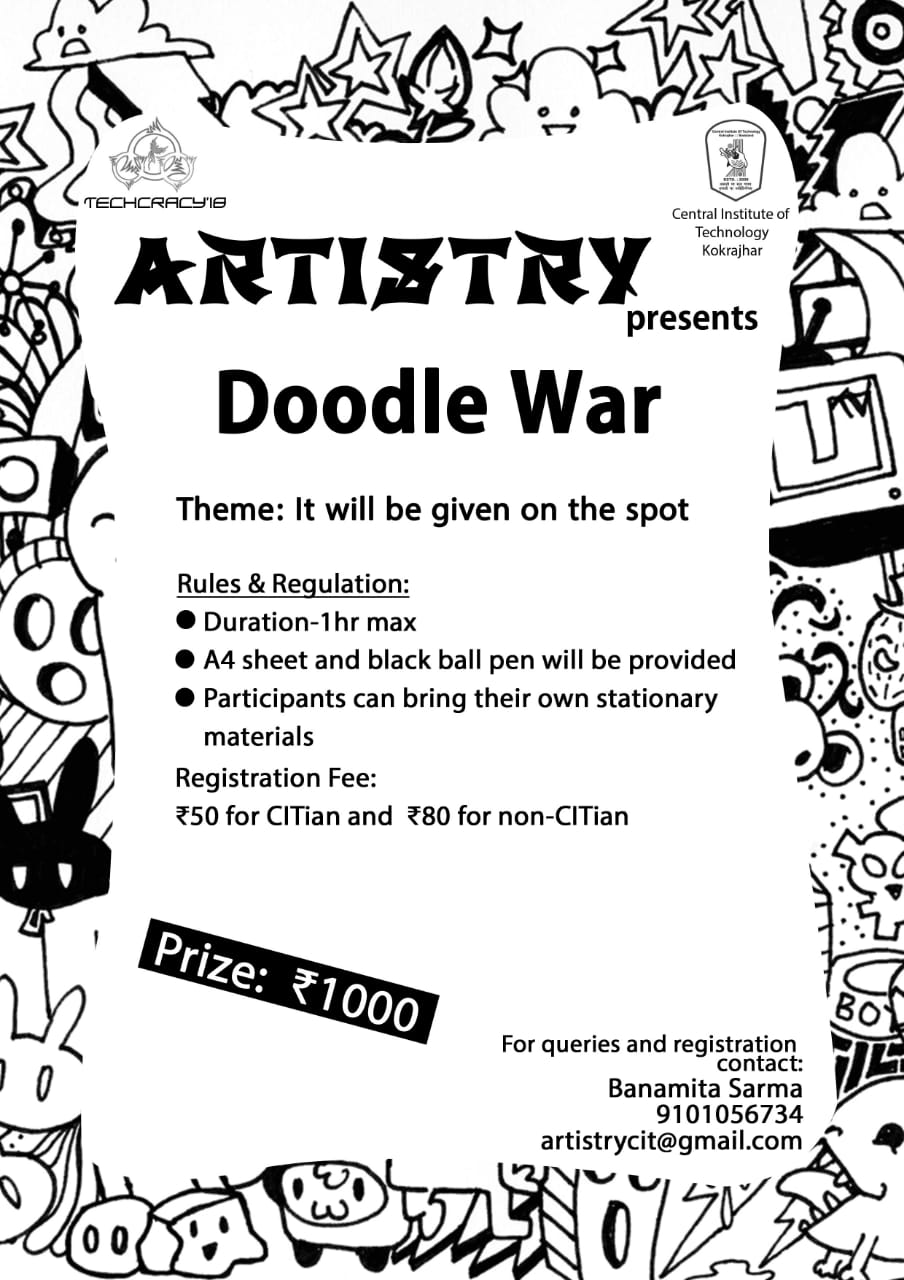 TECHCRACY'18
Central Institute of
Technology
Kokrajhar
ARTISTRY
presents
Doodle War
Theme: It will be given on the spot
Rules & Regulation:
● Duration-1hr max
● A4 sheet and black ball pen will be provided
● Participants can bring their own stationary
materials
Registration Fee:
₹50 for CITian and ₹80 for non-CITian
Prize: ₹1000
For queries and registration
contact:
Banamita Sarma
9101056734
artistrycit@gmail.com
TV
BOY